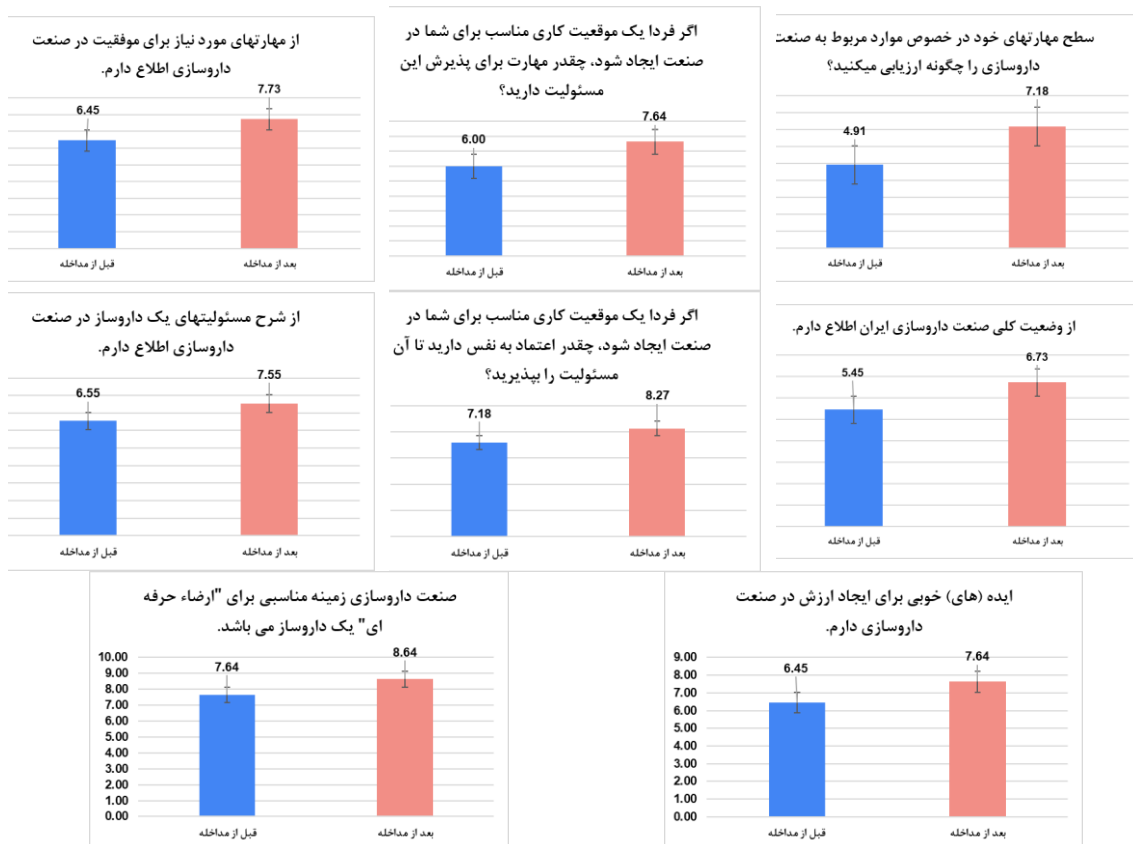 از مهارتهای مورد نیاز برای موفقیت در صنعت
داروسازی اطلاع دارم.
6.45
7.73
قبل از مداخله
بعد از مداخله
اگر فردا یک موقعیت کاری مناسب برای شما در
صنعت ایجاد شود، چقدر مهارت برای پذیرش این
مسئولیت دارید؟
6.00
7.64
قبل از مداخله
بعد از مداخله
سطح مهارتهای خود در خصوص موارد مربوط به صنعت
داروسازی را چگونه ارزیابی میکنید؟
4.91
7.18
قبل از مداخله
بعد از مداخله
از شرح مسئولیتهای یک داروساز در صنعت
داروسازی اطلاع دارم.
6.55
7.55
قبل از مداخله
بعد از مداخله
اگر فردا یک موقعیت کاری مناسب برای شما در
صنعت ایجاد شود، چقدر اعتماد به نفس دارید تا آن
مسئولیت را بپذیرید؟
7.18
8.27
قبل از مداخله
بعد از مداخله
از وضعیت کلی صنعت داروسازی ایران اطلاع دارم.
5.45
6.73
قبل از مداخله
بعد از مداخله
صنعت داروسازی زمینه مناسبی برای "ارضاء حرفه
ای" یک داروساز می باشد.
10.00
9.00
8.00
7.00
6.00
5.00
4.00
3.00
2.00
1.00
0.00
7.64
8.64
قبل از مداخله
بعد از مداخله
ایده (های) خوبی برای ایجاد ارزش در صنعت
داروسازی دارم.
9.00
8.00
7.00
6.00
5.00
4.00
3.00
2.00
1.00
0.00
6.45
7.64
قبل از مداخله
بعد از مداخله